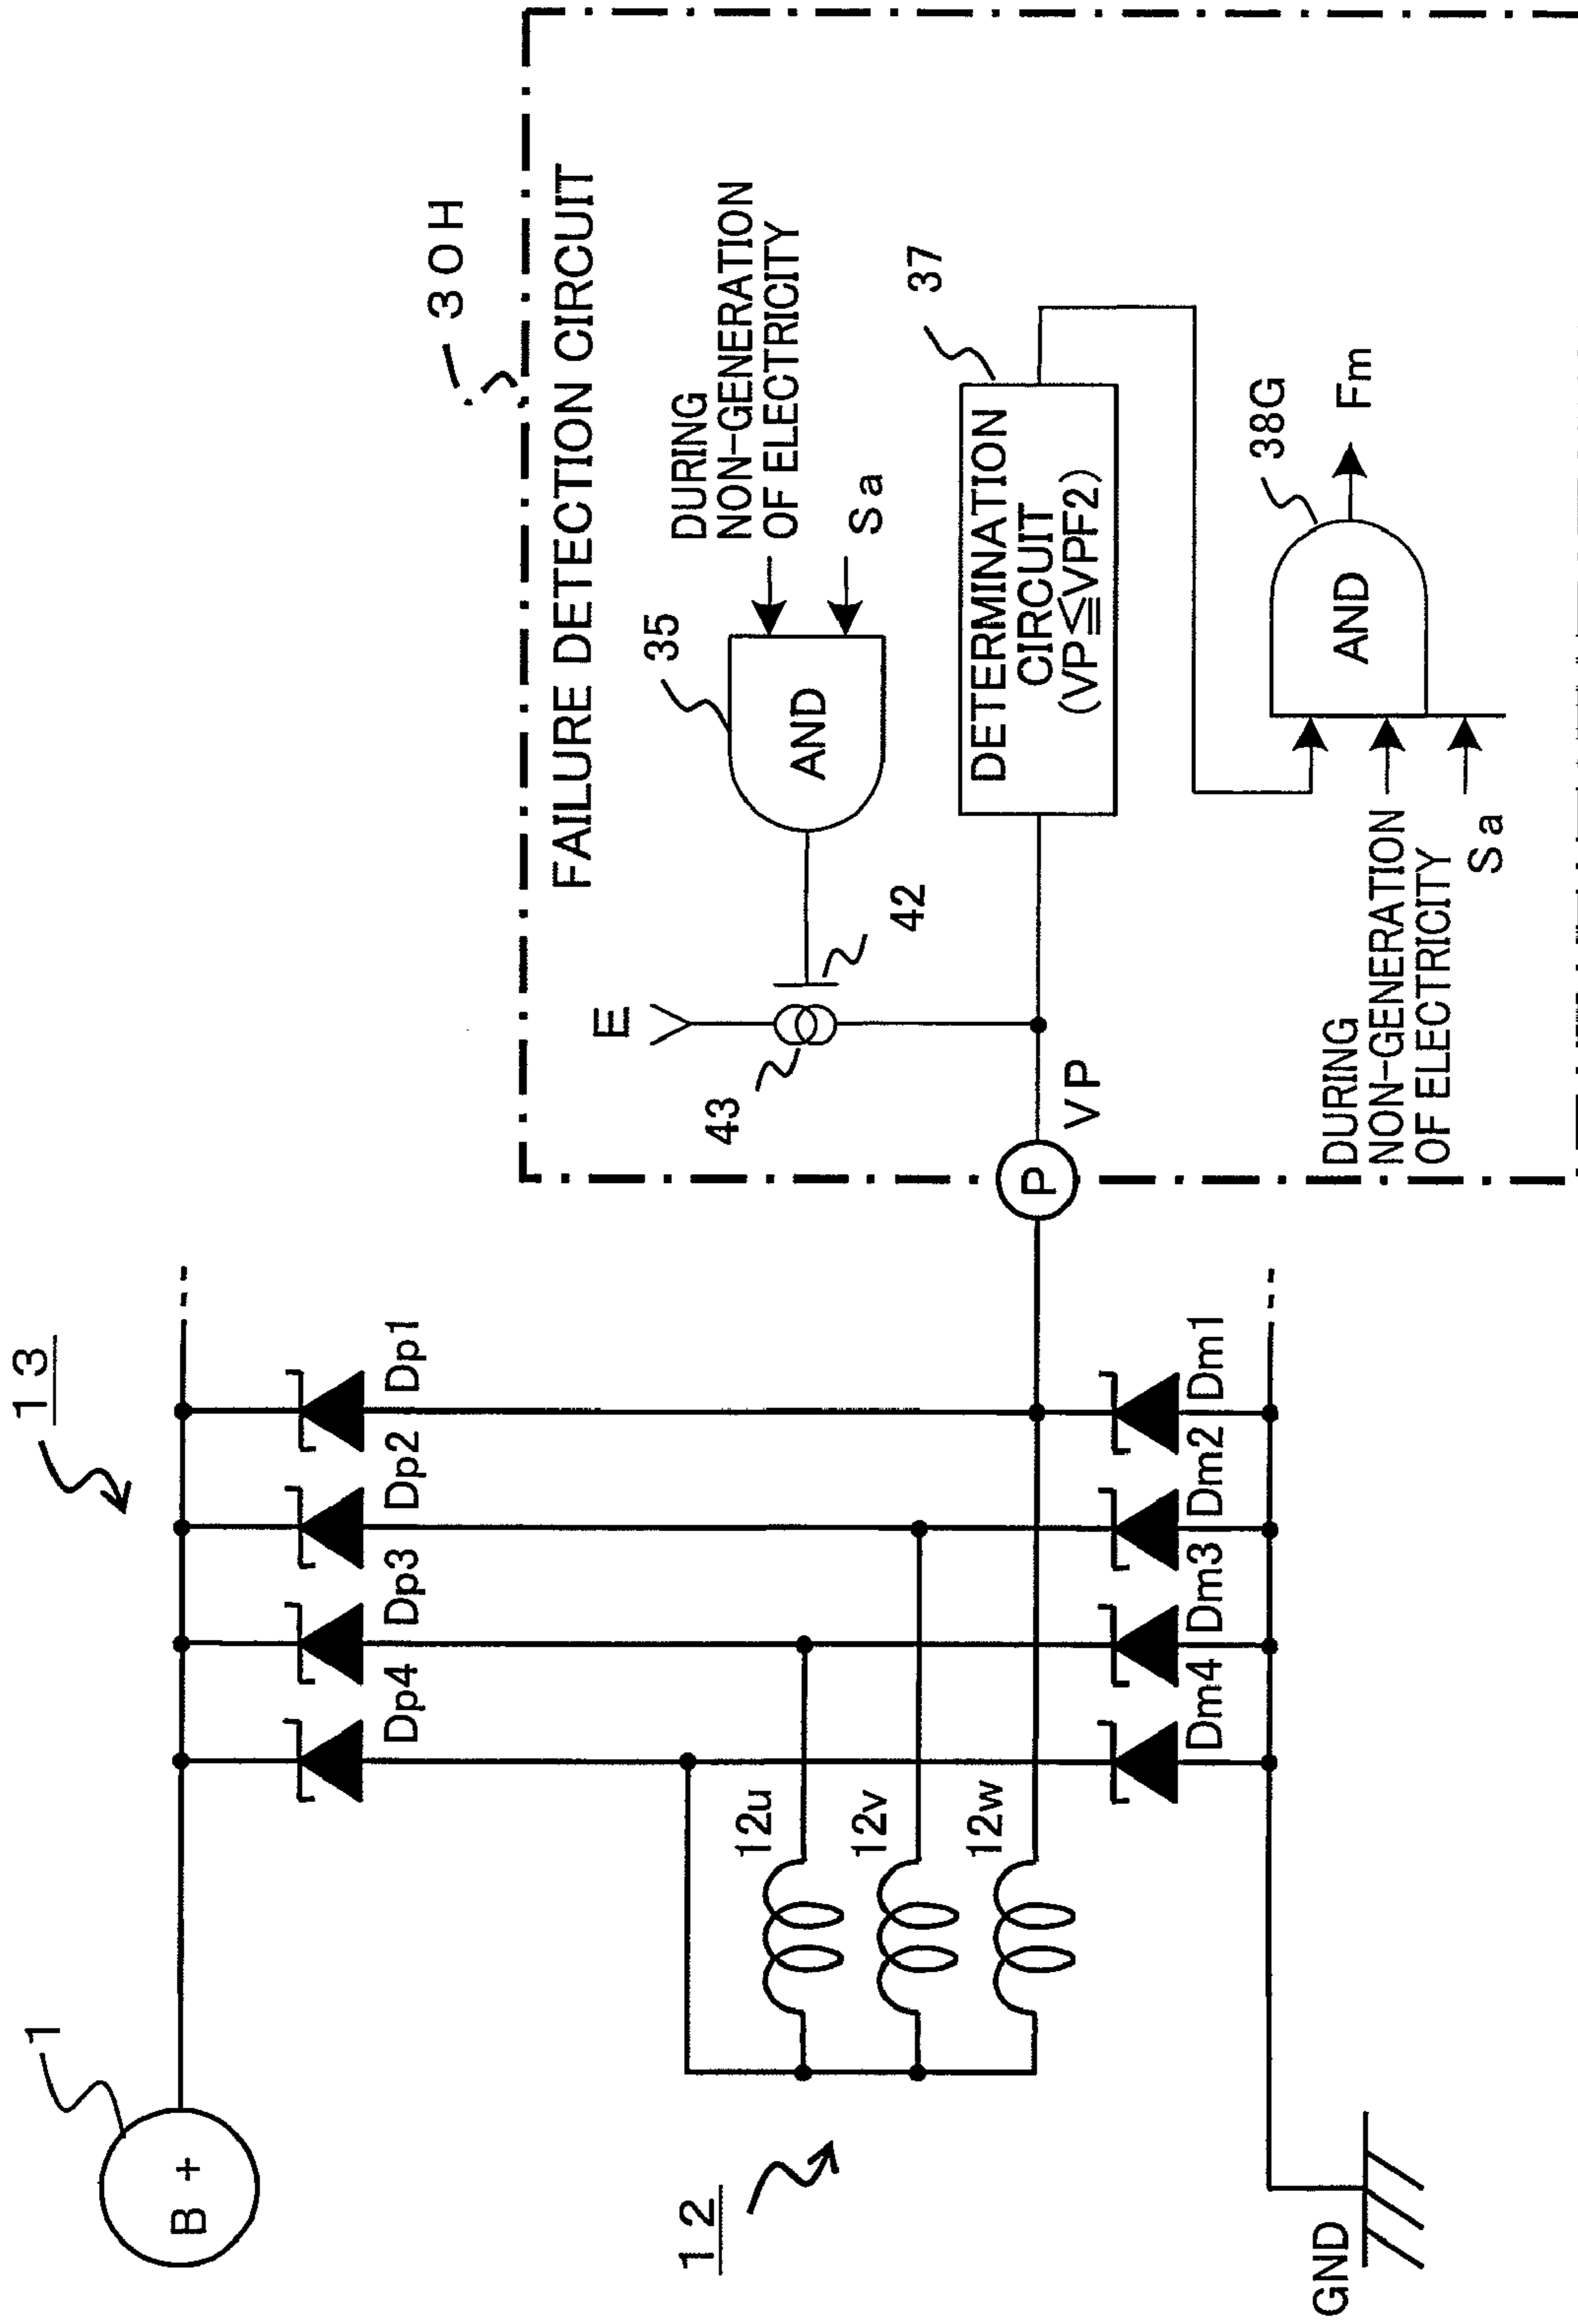 30H
FAILURE DETECTION CIRCUIT
13
1
B +
Dp4
Dp3
Dp2
Dp1
12
12u
12v
12w
Dm4
Dm3
Dm2
Dm1
GND
P
VP
E
43
42
35
AND
DURING
NON-GENERATION
OF ELECTRICITY
Sa
37
DETERMINATION
CIRCUIT
(VP≦VPF2)
38G
AND
Fm
DURING
NON-GENERATION
OF ELECTRICITY
Sa